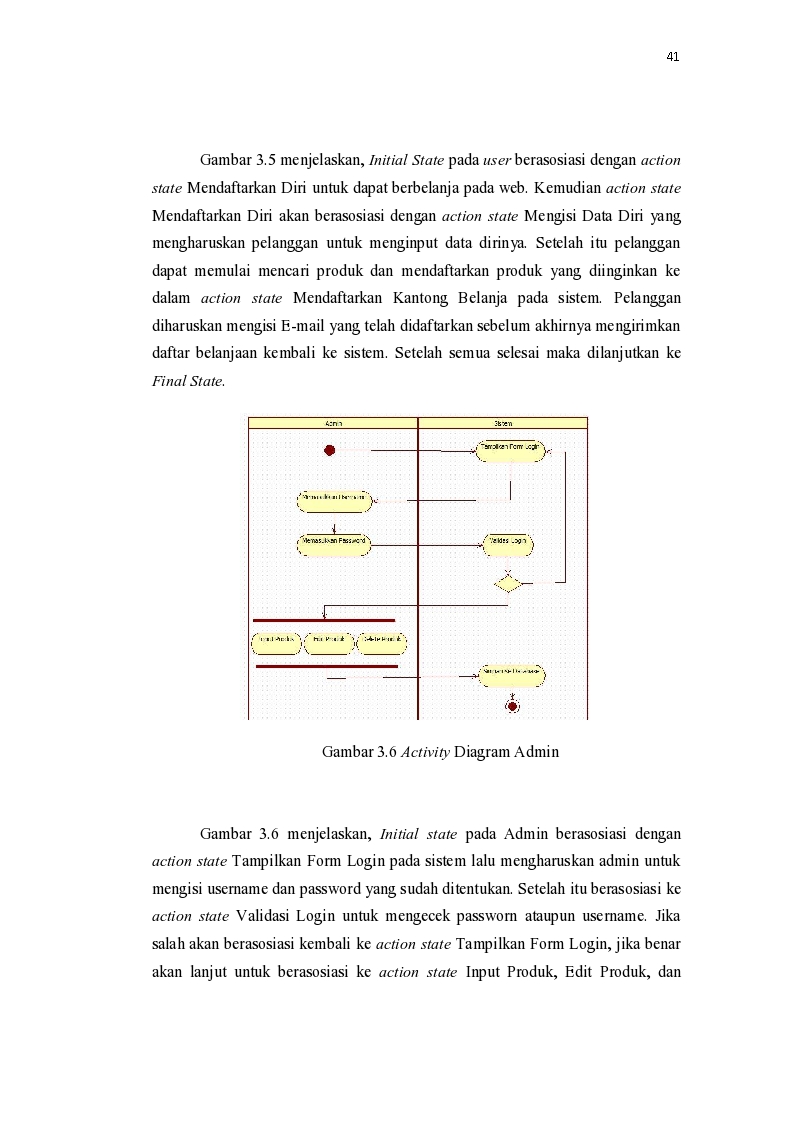 41
Gambar 3.5 menjelaskan, Initial State pada user berasosiasi dengan action
state Mendaftarkan Diri untuk dapat berbelanja pada web. Kemudian action state
Mendaftarkan Diri akan berasosiasi dengan action state Mengisi Data Diri yang
mengharuskan pelanggan untuk menginput data dirinya. Setelah itu pelanggan
dapat memulai mencari produk dan mendaftarkan produk yang diinginkan ke
dalam action state Mendaftarkan Kantong Belanja pada sistem. Pelanggan
diharuskan mengisi E-mail yang telah didaftarkan sebelum akhirnya mengirimkan
daftar belanjaan kembali ke sistem. Setelah semua selesai maka dilanjutkan ke
Final State.
Admin
Sistem
Tampilkan Form Login
Memasukkan Username
Memasukkan Password
Validasi Login
Input Produk
Edit Produk
Delete Produk
Simpan ke Database
Gambar 3.6 Activity Diagram Admin
Gambar 3.6 menjelaskan, Initial state pada Admin berasosiasi dengan
action state Tampilkan Form Login pada sistem lalu mengharuskan admin untuk
mengisi username dan password yang sudah ditentukan. Setelah itu berasosiasi ke
action state Validasi Login untuk mengecek passworn ataupun username. Jika
salah akan berasosiasi kembali ke action state Tampilkan Form Login, jika benar
akan lanjut untuk berasosiasi ke action state Input Produk, Edit Produk, dan